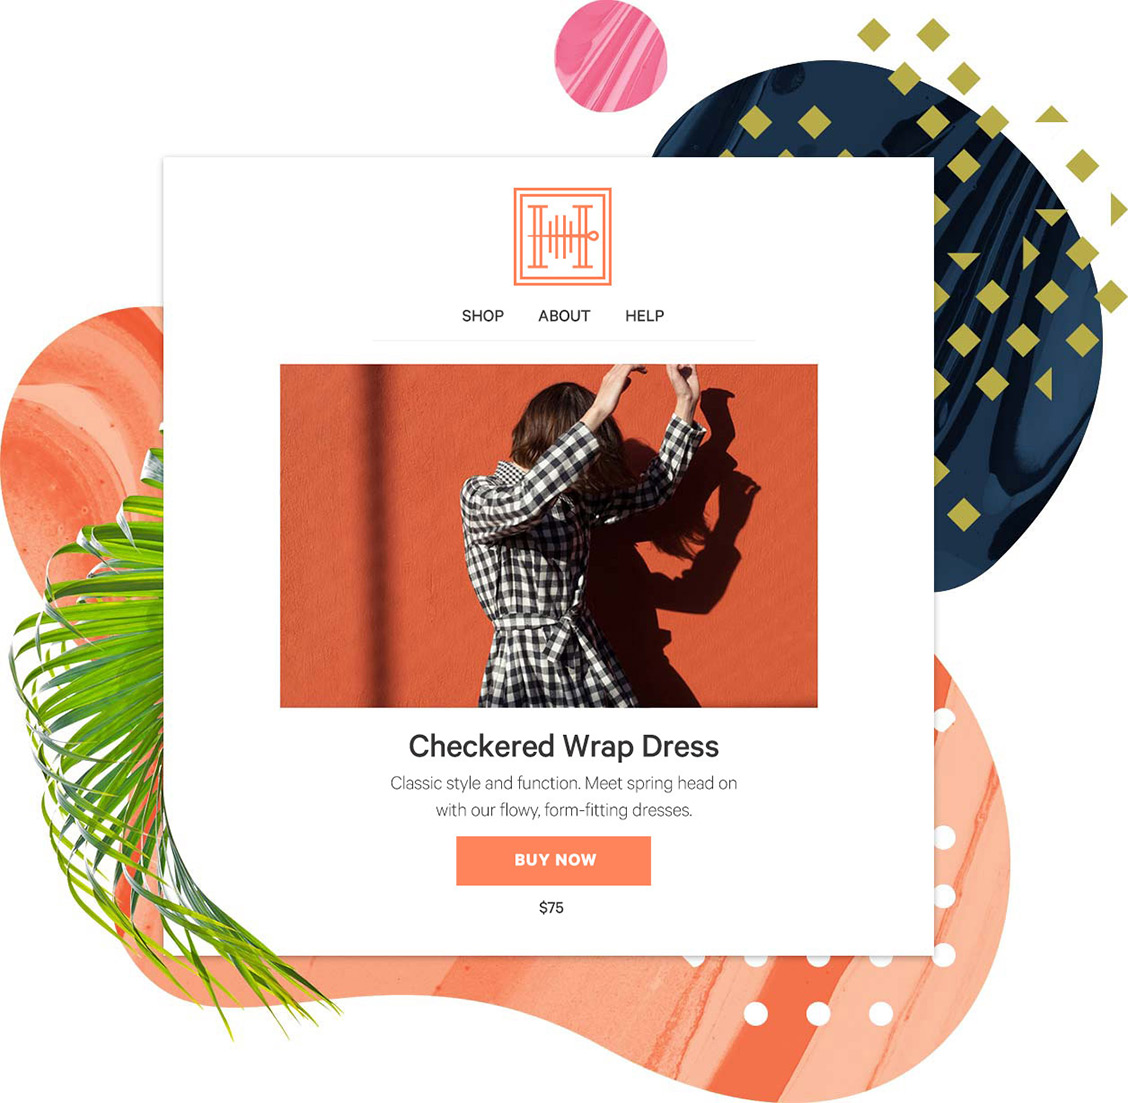 SHOP ABOUT HELP
Checkered Wrap Dress
Classic style and function. Meet spring head on
with our flowy, form-fitting dresses.
BUY NOW
$75